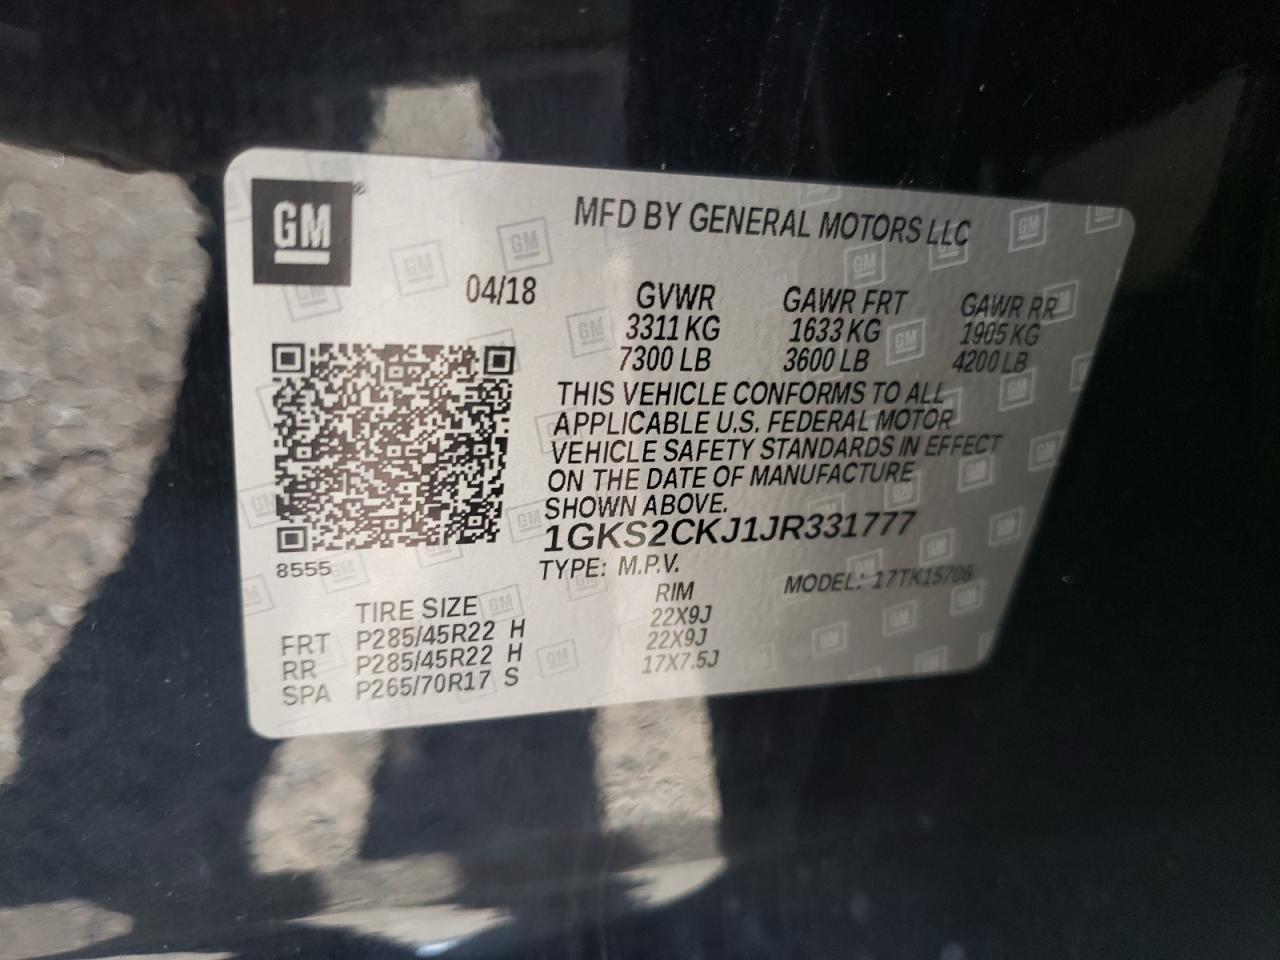 GM®
MFD BY GENERAL MOTORS LLC
04/18 GVWR GAWR FRT GAWR RR
3311 KG 1633 KG 1905 KG
7300 LB 3600 LB 4200 LB
THIS VEHICLE CONFORMS TO ALL
APPLICABLE U.S. FEDERAL MOTOR
VEHICLE SAFETY STANDARDS IN EFFECT
ON THE DATE OF MANUFACTURE
SHOWN ABOVE.
1GKS2CKJ1JR331777
8555
TYPE: M.P.V. MODEL: 17TK15706
TIRE SIZE RIM
FRT P285/45R22 H 22X9J
RR P285/45R22 H 22X9J
SPA P265/70R17 S 17X7.5J